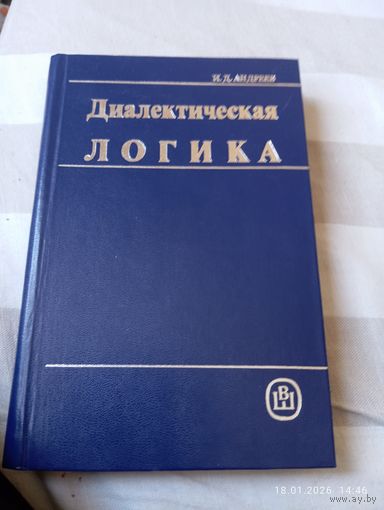 И. Д. АНДРЕЕВ
Диалектическая
ЛОГИКА
ВШ
18.01.2026 14:46
www.ay.by